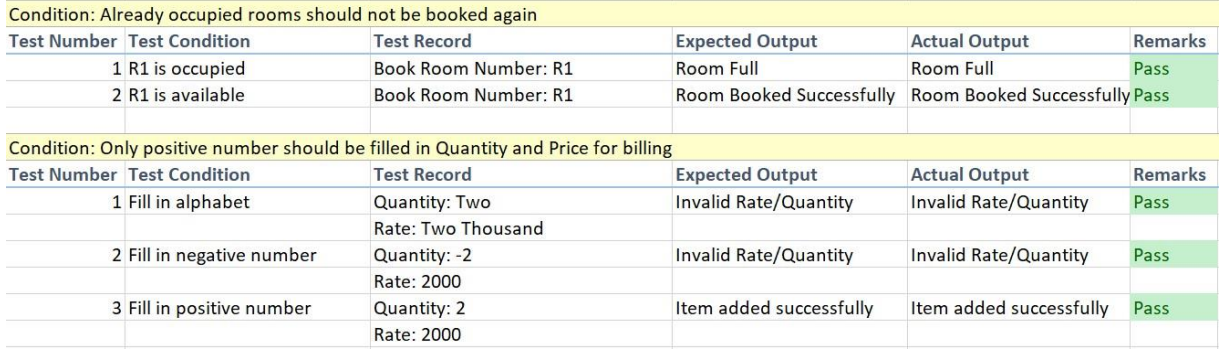 Condition: Already occupied rooms should not be booked again
Test Number Test Condition Test Record Expected Output Actual Output Remarks
1 R1 is occupied Book Room Number: R1 Room Full Room Full Pass
2 R1 is available Book Room Number: R1 Room Booked Successfully Room Booked Successfully Pass
Condition: Only positive number should be filled in Quantity and Price for billing
Test Number Test Condition Test Record Expected Output Actual Output Remarks
1 Fill in alphabet Quantity: Two Invalid Rate/Quantity Invalid Rate/Quantity Pass
Rate: Two Thousand
2 Fill in negative number Quantity: -2 Invalid Rate/Quantity Invalid Rate/Quantity Pass
Rate: 2000
3 Fill in positive number Quantity: 2 Item added successfully Item added successfully Pass
Rate: 2000